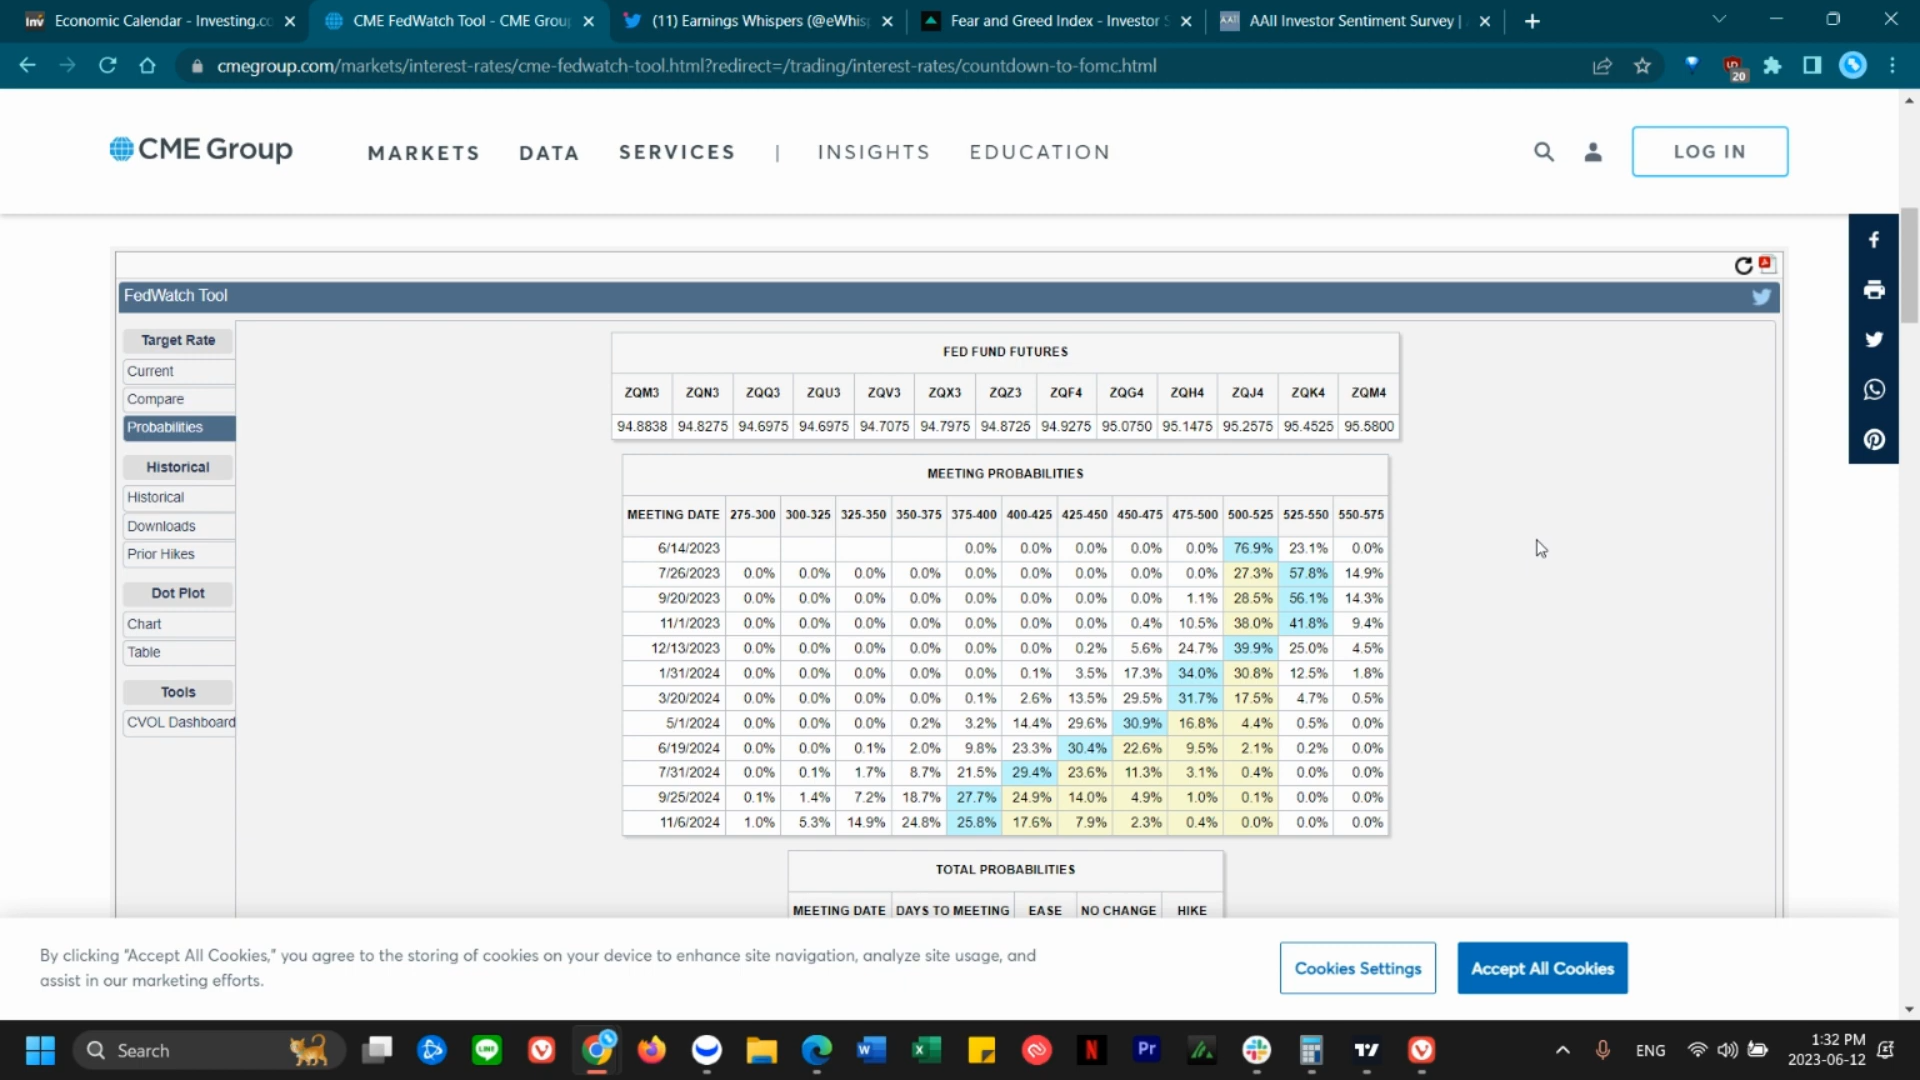 Economic Calendar - Investing.co
CME FedWatch Tool - CME Group
(11) Earnings Whispers (@eWhisp
Fear and Greed Index - Investor S
AAII Investor Sentiment Survey |
cmegroup.com/markets/interest-rates/cme-fedwatch-tool.html?redirect=/trading/interest-rates/countdown-to-fomc.html
20
CME Group
MARKETS DATA SERVICES | INSIGHTS EDUCATION
LOG IN
FedWatch Tool
Target Rate
Current
Compare
Probabilities
Historical
Historical
Downloads
Prior Hikes
Dot Plot
Chart
Table
Tools
CVOL Dashboard
FED FUND FUTURES
ZQM3 ZQN3 ZQQ3 ZQU3 ZQV3 ZQX3 ZQZ3 ZQF4 ZQG4 ZQH4 ZQJ4 ZQK4 ZQM4
94.8838 94.8275 94.6975 94.6975 94.7075 94.7975 94.8725 94.9275 95.0750 95.1475 95.2575 95.4525 95.5800
MEETING PROBABILITIES
MEETING DATE 275-300 300-325 325-350 350-375 375-400 400-425 425-450 450-475 475-500 500-525 525-550 550-575
6/14/2023 0.0% 0.0% 0.0% 0.0% 0.0% 76.9% 23.1% 0.0%
7/26/2023 0.0% 0.0% 0.0% 0.0% 0.0% 0.0% 0.0% 0.0% 0.0% 27.3% 57.8% 14.9%
9/20/2023 0.0% 0.0% 0.0% 0.0% 0.0% 0.0% 0.0% 0.0% 1.1% 28.5% 56.1% 14.3%
11/1/2023 0.0% 0.0% 0.0% 0.0% 0.0% 0.0% 0.0% 0.4% 10.5% 38.0% 41.8% 9.4%
12/13/2023 0.0% 0.0% 0.0% 0.0% 0.0% 0.0% 0.2% 5.6% 24.7% 39.9% 25.0% 4.5%
1/31/2024 0.0% 0.0% 0.0% 0.0% 0.0% 0.1% 3.5% 17.3% 34.0% 30.8% 12.5% 1.8%
3/20/2024 0.0% 0.0% 0.0% 0.0% 0.1% 2.6% 13.5% 29.5% 31.7% 17.5% 4.7% 0.5%
5/1/2024 0.0% 0.0% 0.0% 0.2% 3.2% 14.4% 29.6% 30.9% 16.8% 4.4% 0.5% 0.0%
6/19/2024 0.0% 0.0% 0.1% 2.0% 9.8% 23.3% 30.4% 22.6% 9.5% 2.1% 0.2% 0.0%
7/31/2024 0.0% 0.1% 1.7% 8.7% 21.5% 29.4% 23.6% 11.3% 3.1% 0.4% 0.0% 0.0%
9/25/2024 0.1% 1.4% 7.2% 18.7% 27.7% 24.9% 14.0% 4.9% 1.0% 0.1% 0.0% 0.0%
11/6/2024 1.0% 5.3% 14.9% 24.8% 25.8% 17.6% 7.9% 2.3% 0.4% 0.0% 0.0% 0.0%
TOTAL PROBABILITIES
MEETING DATE DAYS TO MEETING EASE NO CHANGE HIKE
By clicking "Accept All Cookies," you agree to the storing of cookies on your device to enhance site navigation, analyze site usage, and
assist in our marketing efforts.
Cookies Settings
Accept All Cookies
Search
ENG
1:32 PM
2023-06-12